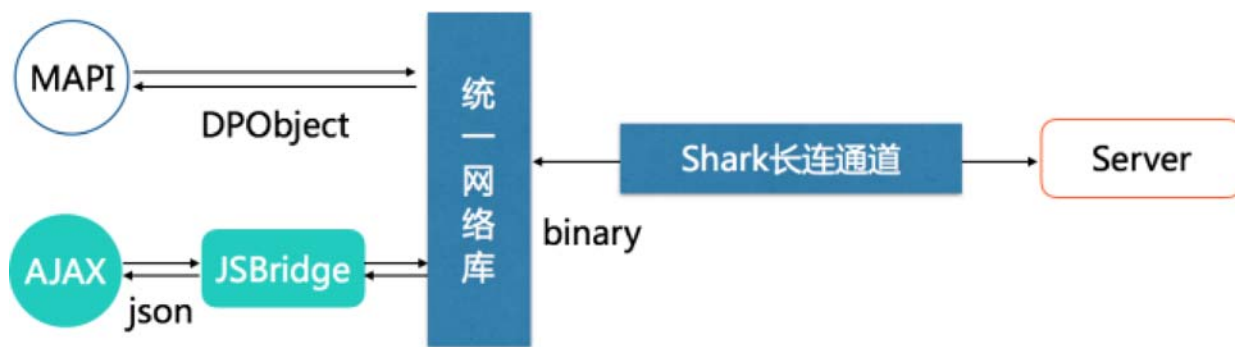 MAPI
DPObject
统一网络库
Shark长连通道
Server
binary
AJAX
JSBridge
json